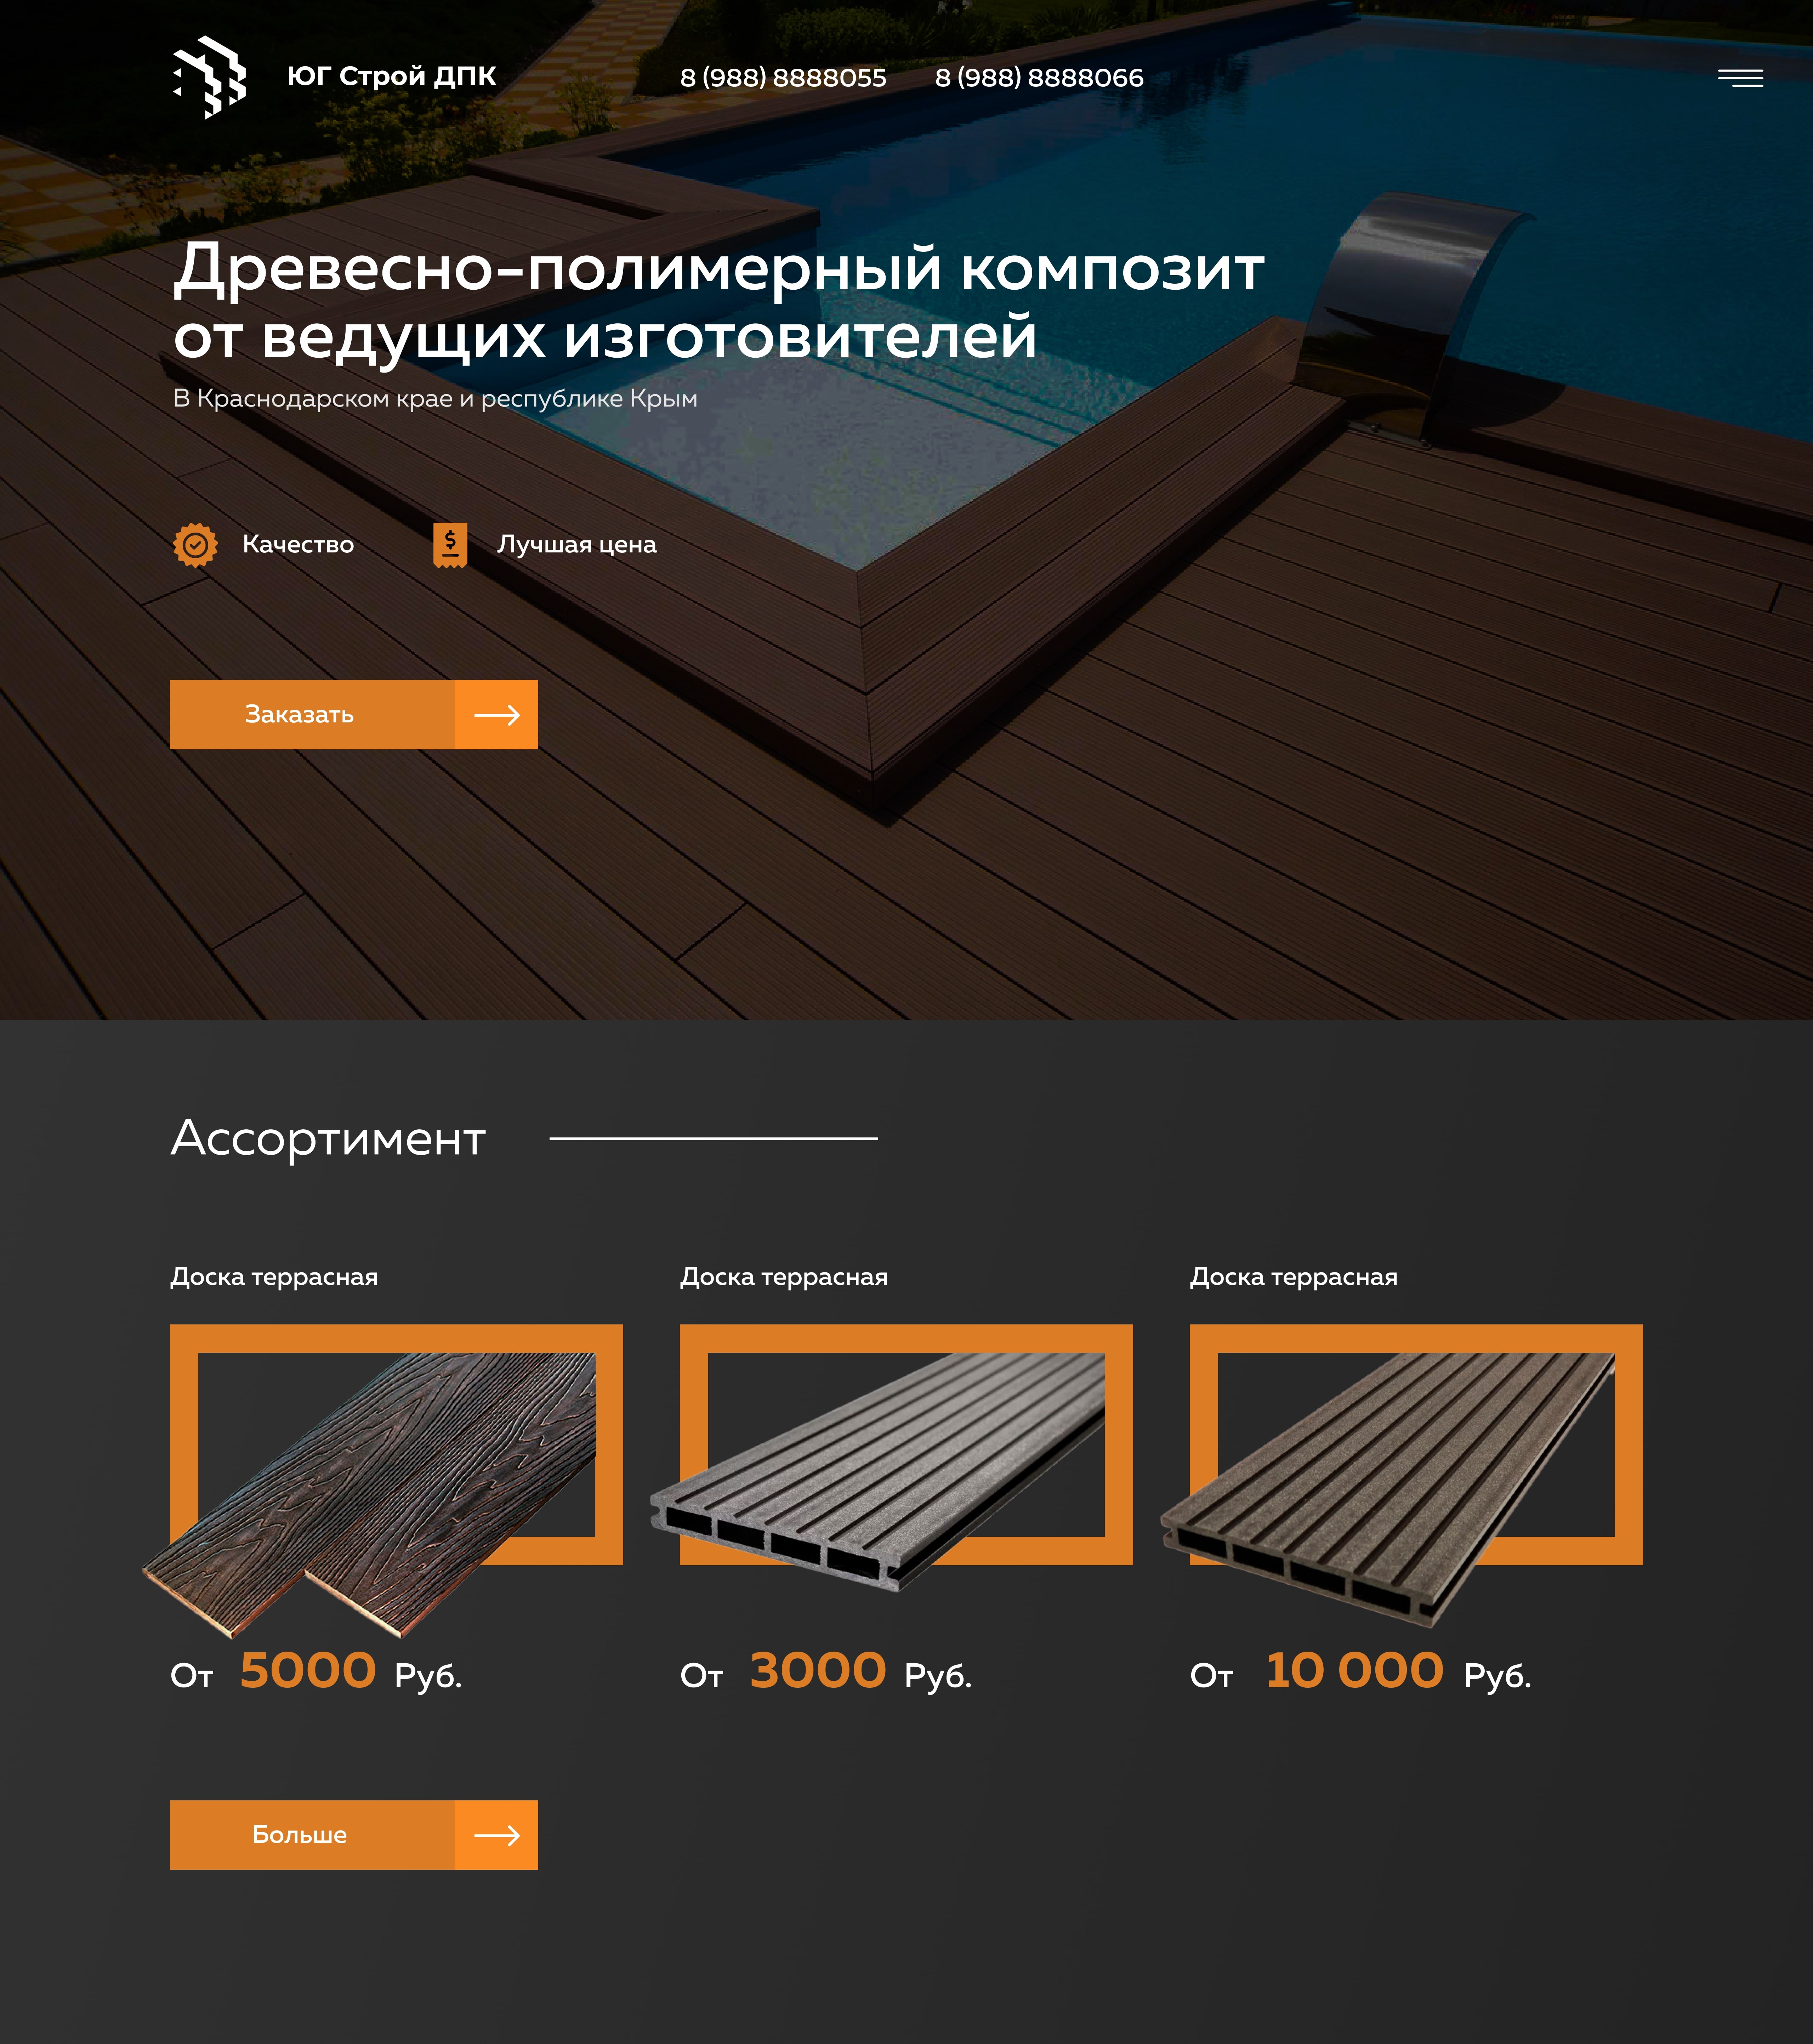 ЮГ Строй ДПК
8 (988) 8888055
8 (988) 8888066
Древесно-полимерный композит
от ведущих изготовителей
В Краснодарском крае и республике Крым
$
Качество
Лучшая цена
Заказать
Ассортимент
Доска террасная
Доска террасная
Доска террасная
От 5000 Руб.
От 3000 Руб.
От 10 000 Руб.
Больше